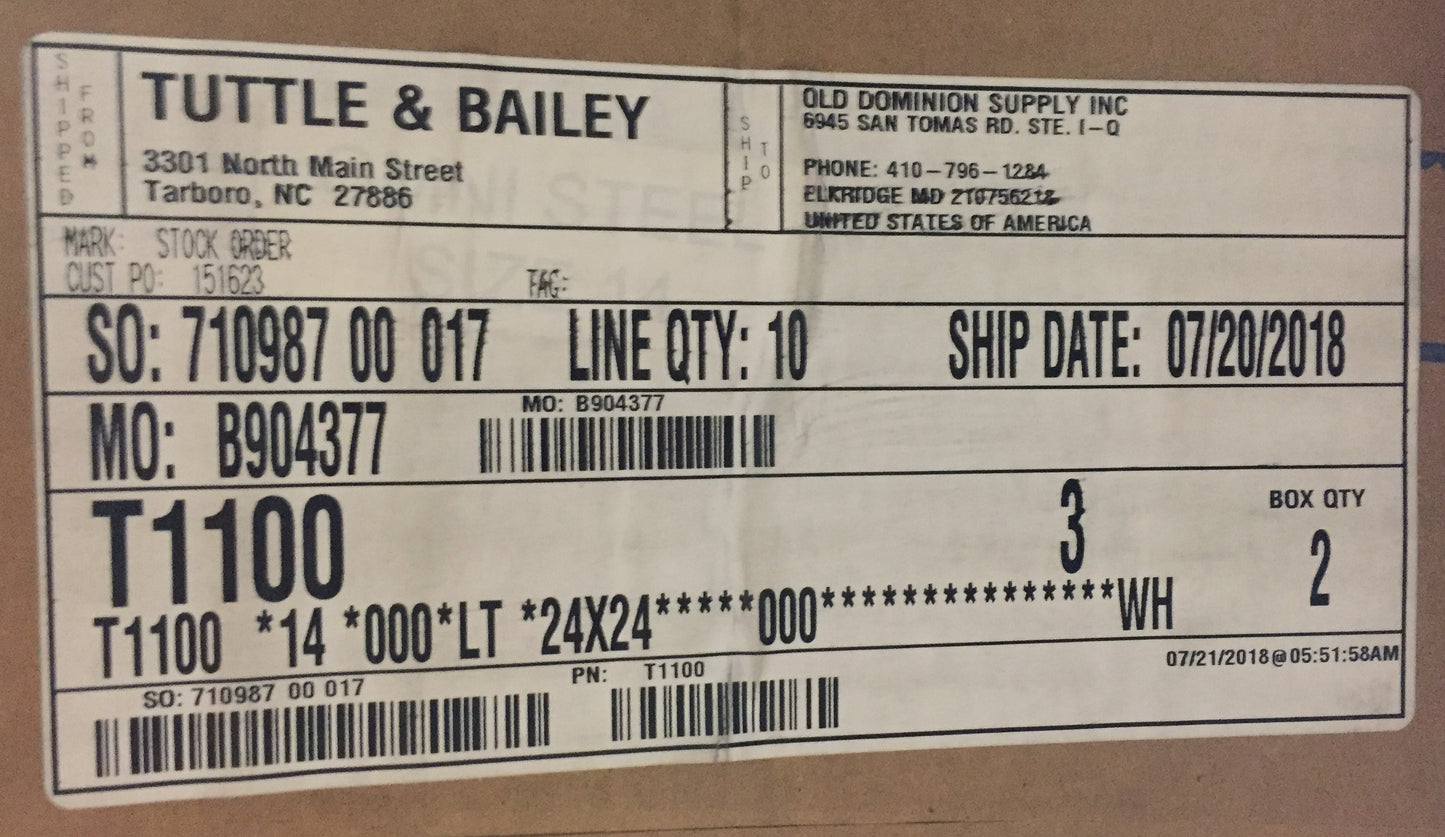 SHIPPED FROM
TUTTLE & BAILEY
3301 North Main Street
Tarboro, NC 27886
SHIP TO
OLD DOMINION SUPPLY INC
6945 SAN TOMAS RD. STE. I-Q
PHONE: 410-796-1284
ELKRIDGE MD 210756212
UNITED STATES OF AMERICA
MARK: STOCK ORDER
CUST PO: 151623
TAG:
SO: 710987 00 017 LINE QTY: 10 SHIP DATE: 07/20/2018
MO: B904377
MO: B904377
T1100
3
BOX QTY
2
T1100 *14 *000*LT *24X24*****000***************WH
07/21/2018@05:51:58AM
SO: 710987 00 017
PN: T1100